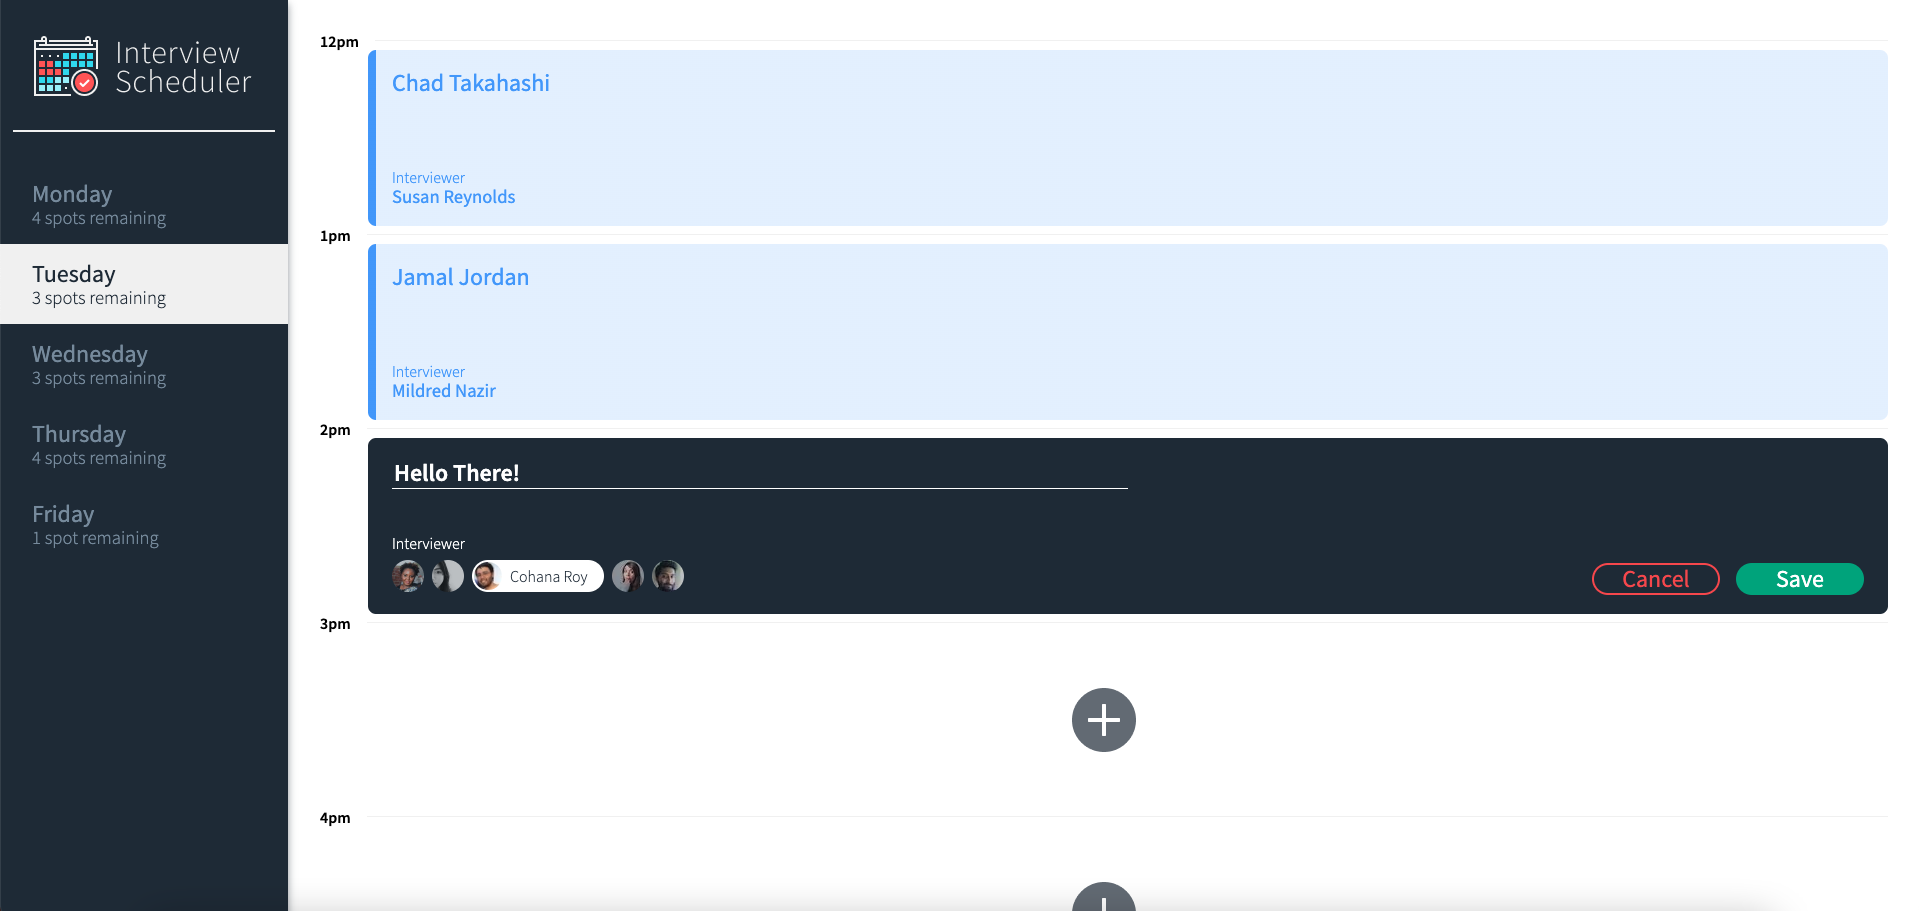 Interview
Scheduler
Monday
4 spots remaining
Tuesday
3 spots remaining
Wednesday
3 spots remaining
Thursday
4 spots remaining
Friday
1 spot remaining
12pm
Chad Takahashi
Interviewer
Susan Reynolds
1pm
Jamal Jordan
Interviewer
Mildred Nazir
2pm
Hello There!
Interviewer
Cohana Roy
Cancel
Save
3pm
4pm